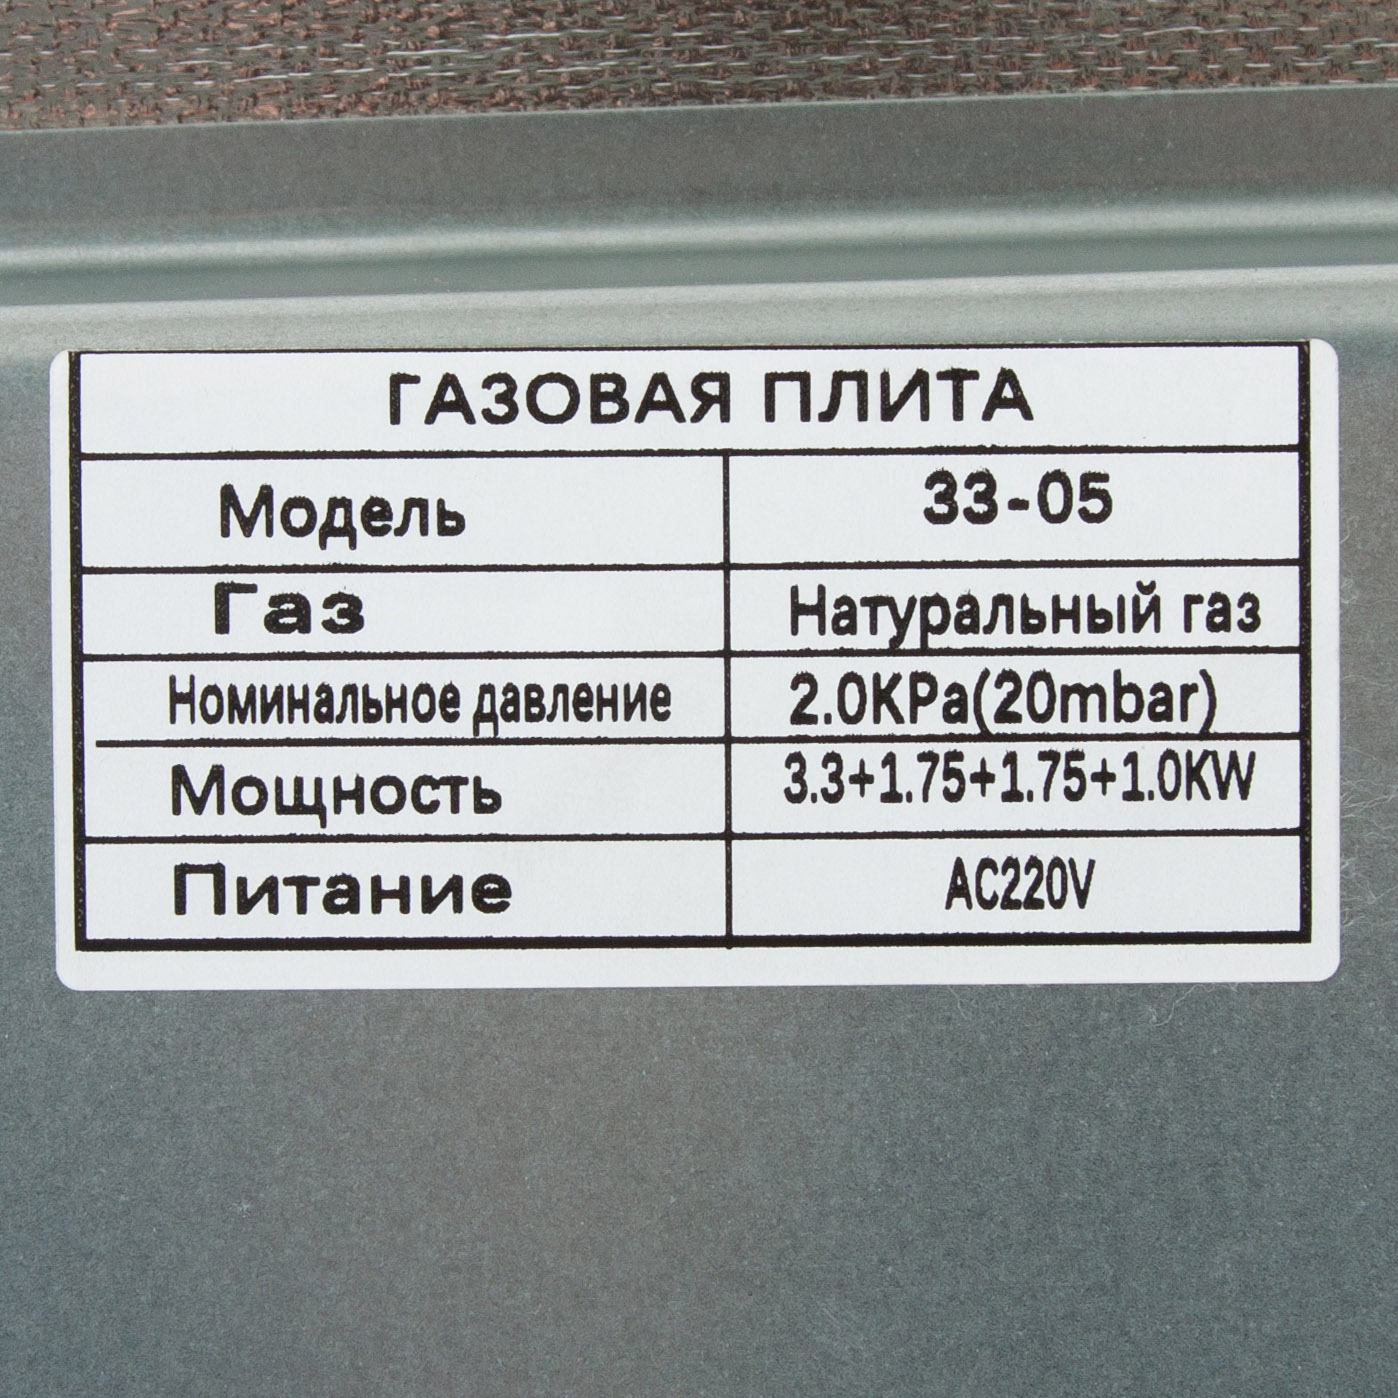 ГАЗОВАЯ ПЛИТА
Модель 33-05
Газ Натуральный газ
Номинальное давление 2.0KPa(20mbar)
Мощность 3.3+1.75+1.75+1.0KW
Питание AC220V